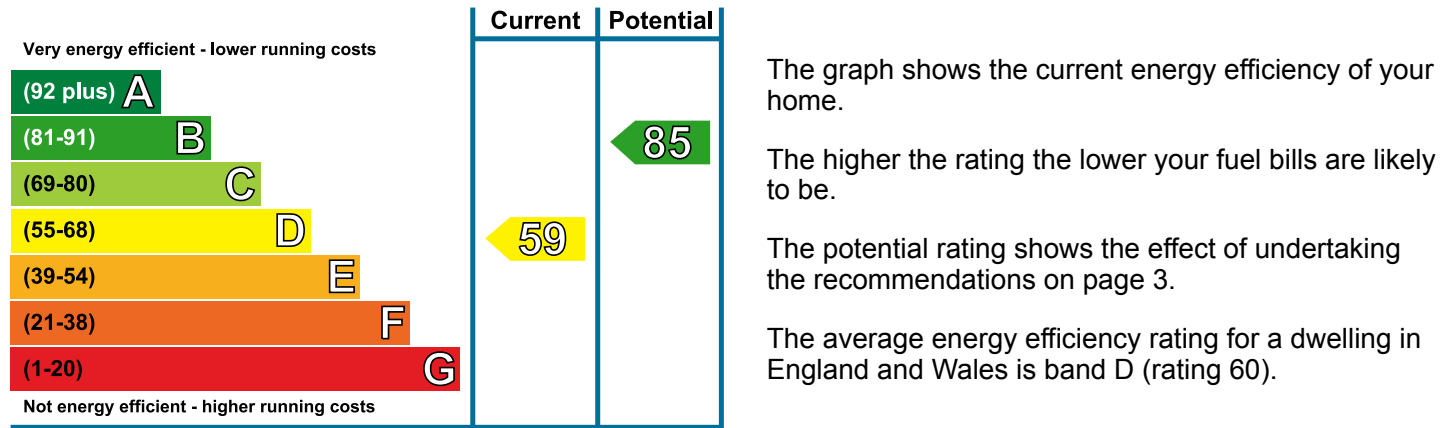 Current Potential
Very energy efficient - lower running costs
(92 plus) A
(81-91) B
85
(69-80) C
(55-68) D
59
(39-54) E
(21-38) F
(1-20) G
Not energy efficient - higher running costs
The graph shows the current energy efficiency of your
home.
The higher the rating the lower your fuel bills are likely
to be.
The potential rating shows the effect of undertaking
the recommendations on page 3.
The average energy efficiency rating for a dwelling in
England and Wales is band D (rating 60).